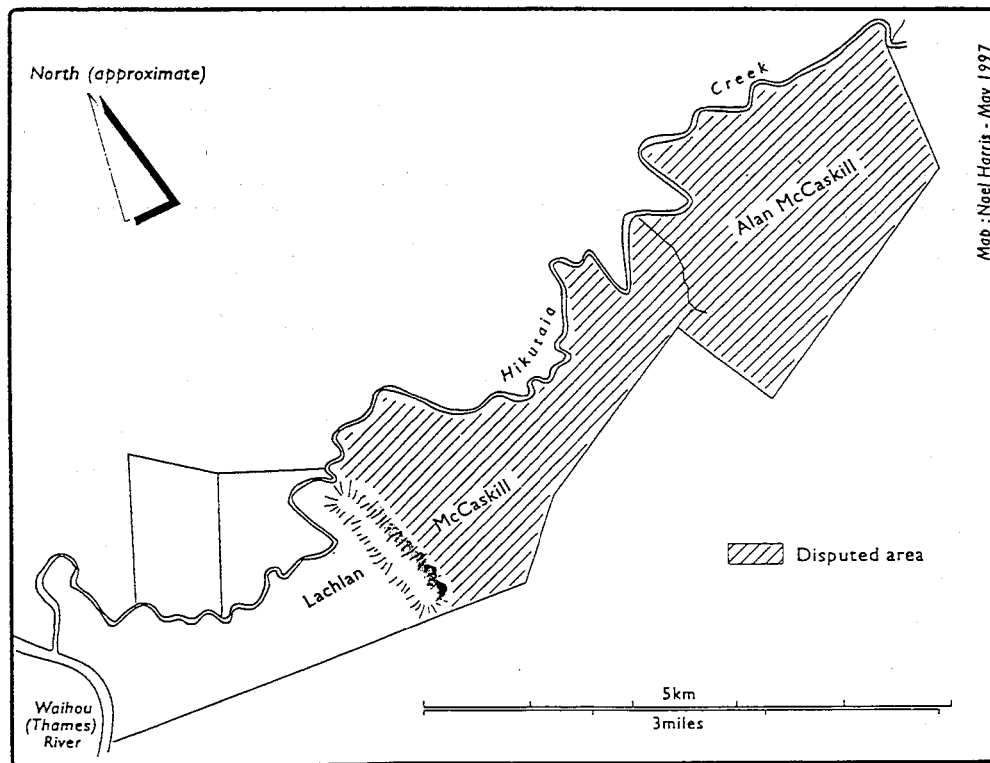 North (approximate)
Creek
Map : Noel Harris - May 1997
Alan McCaskill
Hikutaia
McCaskill
Lachlan
Disputed area
5km
3miles
Waihou
(Thames)
River